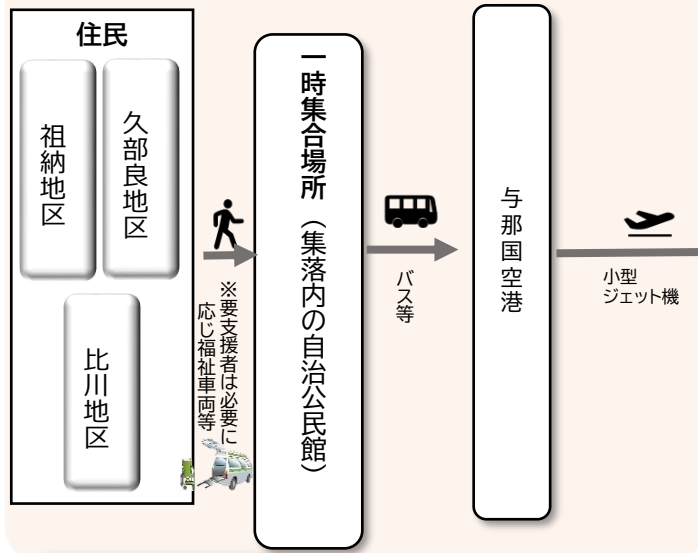 住民
祖納地区
久部良地区
比川地区
※要支援者は必要に
応じ福祉車両等
一時集合場所（集落内の自治公民館）
バス等
与那国空港
小型
ジェット機